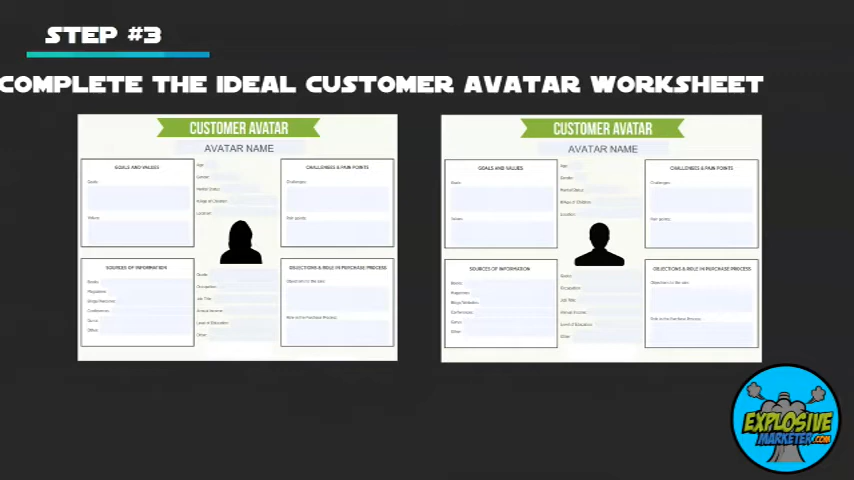 STEP #3
COMPLETE THE IDEAL CUSTOMER AVATAR WORKSHEET
CUSTOMER AVATAR
AVATAR NAME
GOALS AND VALUES
Goals:
Values:
Age:
Gender:
Marital Status:
Location:
CHALLENGES & PAIN POINTS
Challenges:
Pain points:
SOURCES OF INFORMATION
Books:
Magazines:
Blogs/Websites:
Conferences:
Gurus:
Other:
Quote:
Occupation:
Job Title:
Annual Income:
Level of Education:
Other:
OBJECTIONS & ROLE IN PURCHASE PROCESS
Objections to the sale:
Role in the Purchase Process:
CUSTOMER AVATAR
AVATAR NAME
GOALS AND VALUES
Goals:
Values:
Age:
Gender:
Marital Status:
# /Age of Children:
Location:
CHALLENGES & PAIN POINTS
Challenges:
Pain points:
SOURCES OF INFORMATION
Books:
Magazines:
Blogs/Websites:
Conferences:
Gurus:
Other:
Quote:
Occupation:
Job Title:
Annual Income:
Level of Education:
Other:
OBJECTIONS & ROLE IN PURCHASE PROCESS
Objections to the sale:
Role in the Purchase Process:
EXPLOSIVE
MARKETER.COM